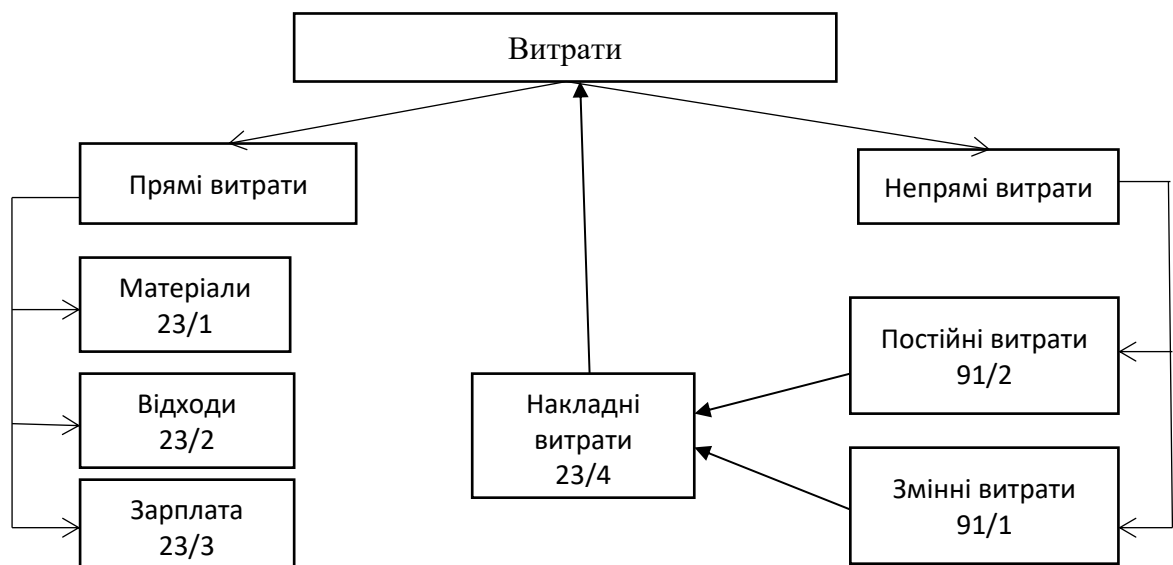 Витрати
Прямі витрати
Непрямі витрати
Матеріали
23/1
Постійні витрати
91/2
Відходи
23/2
Накладні
витрати
23/4
Змінні витрати
91/1
Зарплата
23/3